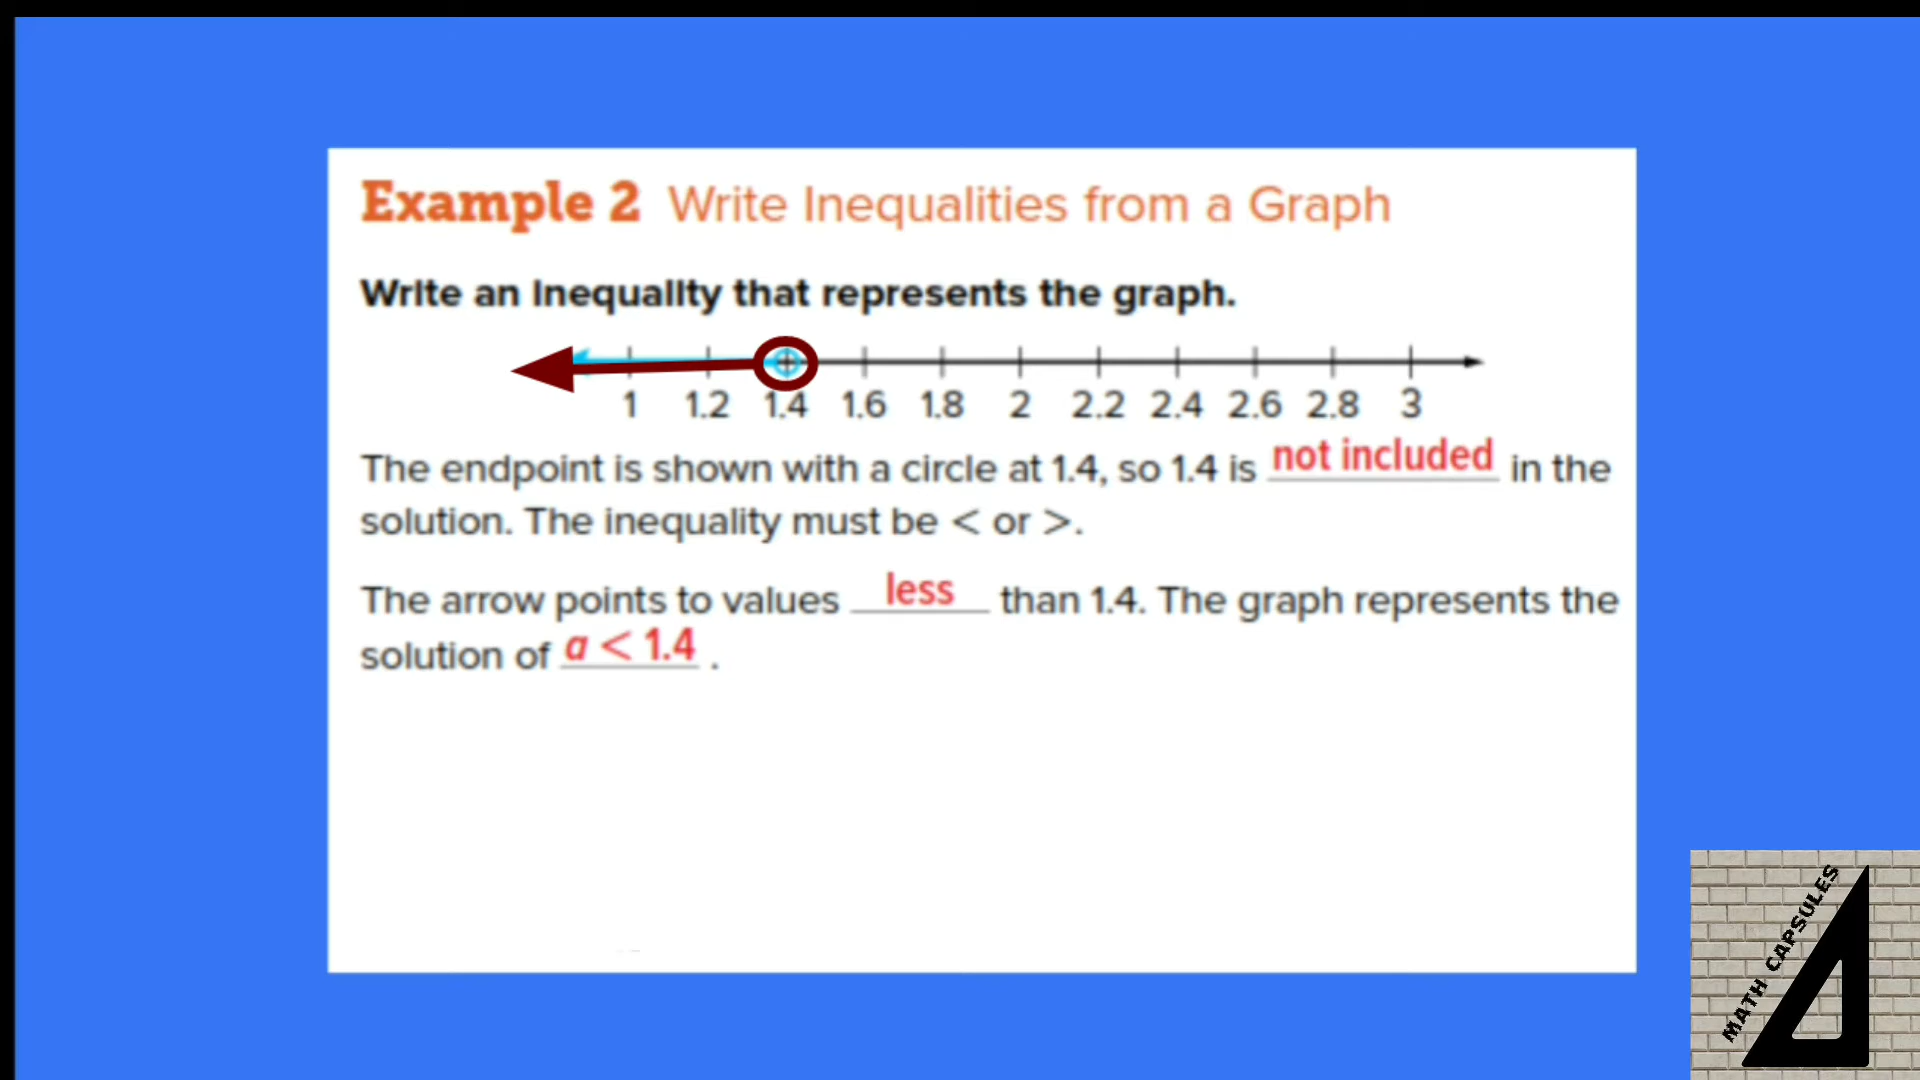 Example 2 Write Inequalities from a Graph
Write an inequality that represents the graph.
1 1.2 1.4 1.6 1.8 2 2.2 2.4 2.6 2.8 3
The endpoint is shown with a circle at 1.4, so 1.4 is not included in the
solution. The inequality must be < or >.
The arrow points to values less than 1.4. The graph represents the
solution of a < 1.4 .
MATH CAPSULES